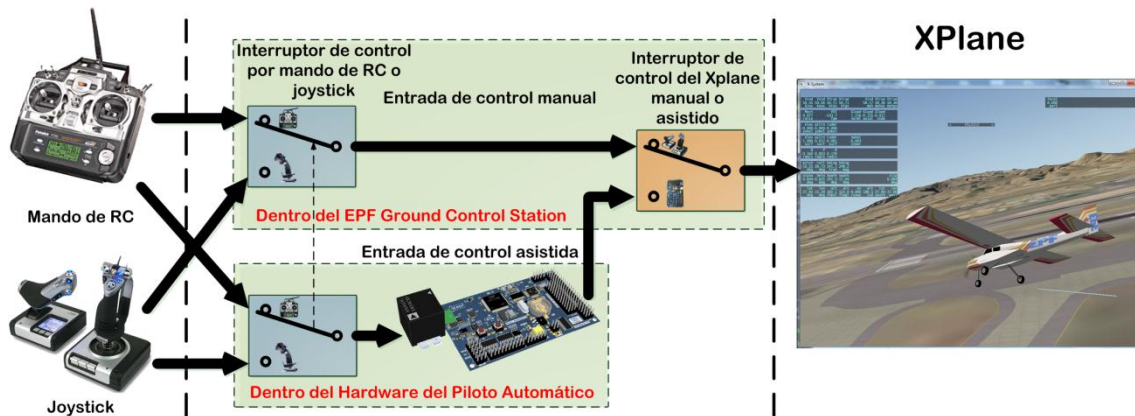 Interruptor de control
por mando de RC o
joystick
Entrada de control manual
Interruptor de
control del Xplane
manual o
asistido
XPlane
X-System
Mando de RC
Dentro del EPF Ground Control Station
Entrada de control asistida
Dentro del Hardware del Piloto Automático
Joystick